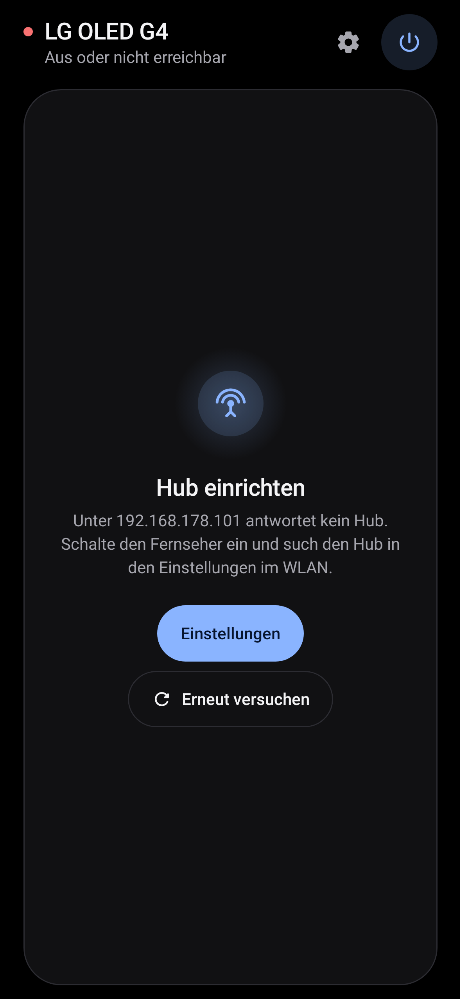 LG OLED G4
Aus oder nicht erreichbar
Hub einrichten
Unter 192.168.178.101 antwortet kein Hub.
Schalte den Fernseher ein und such den Hub in
den Einstellungen im WLAN.
Einstellungen
Erneut versuchen